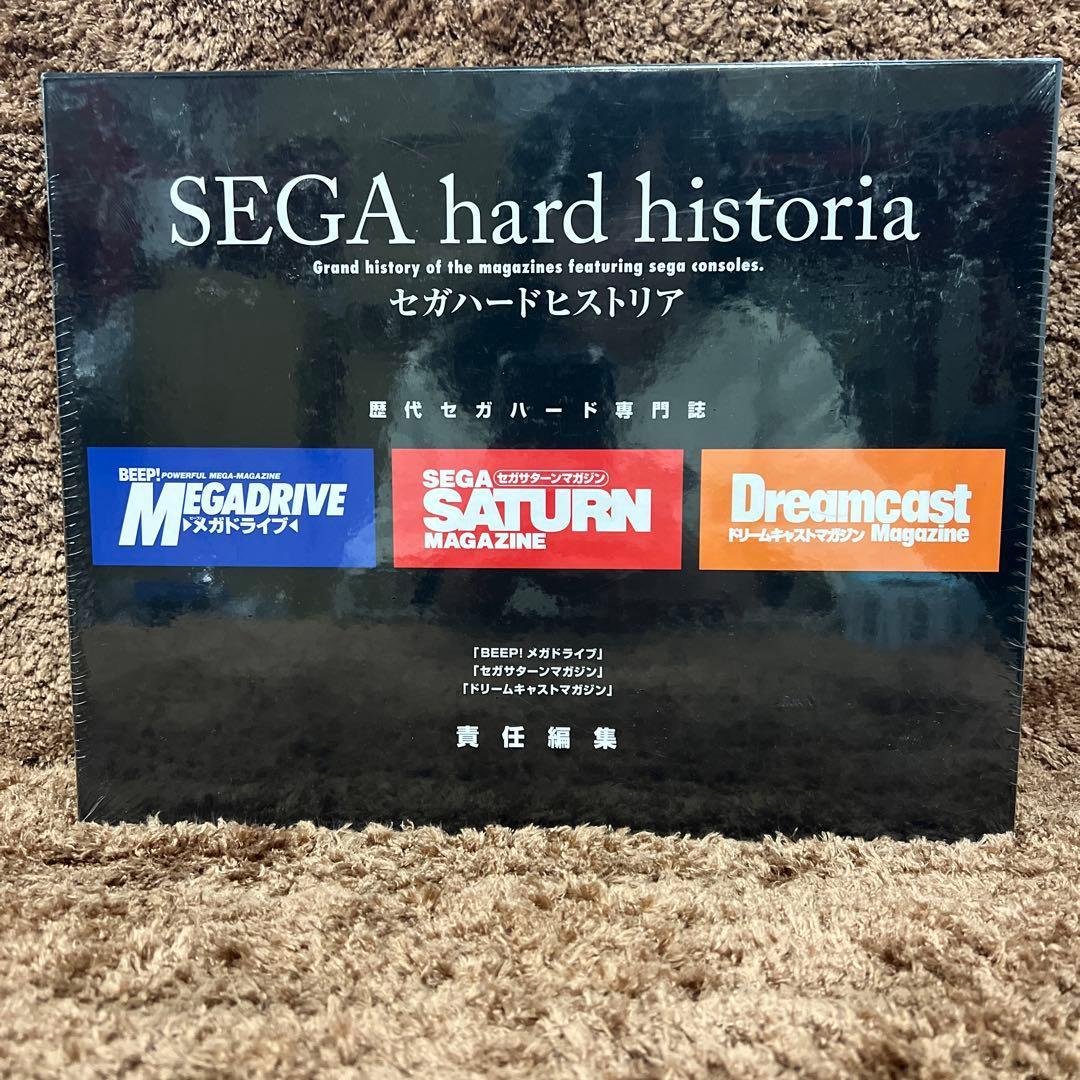 SEGA hard historia
Grand history of the magazines featuring sega consoles.
セガハードヒストリア
歴代セガハード専門誌
BEEP! POWERFUL MEGA-MAGAZINE
MEGADRIVE
メガドライブ
SEGA セガサターンマガジン
SATURN
MAGAZINE
Dreamcast
ドリームキャストマガジン Magazine
「BEEP! メガドライブ」
「セガサターンマガジン」
「ドリームキャストマガジン」
責任編集